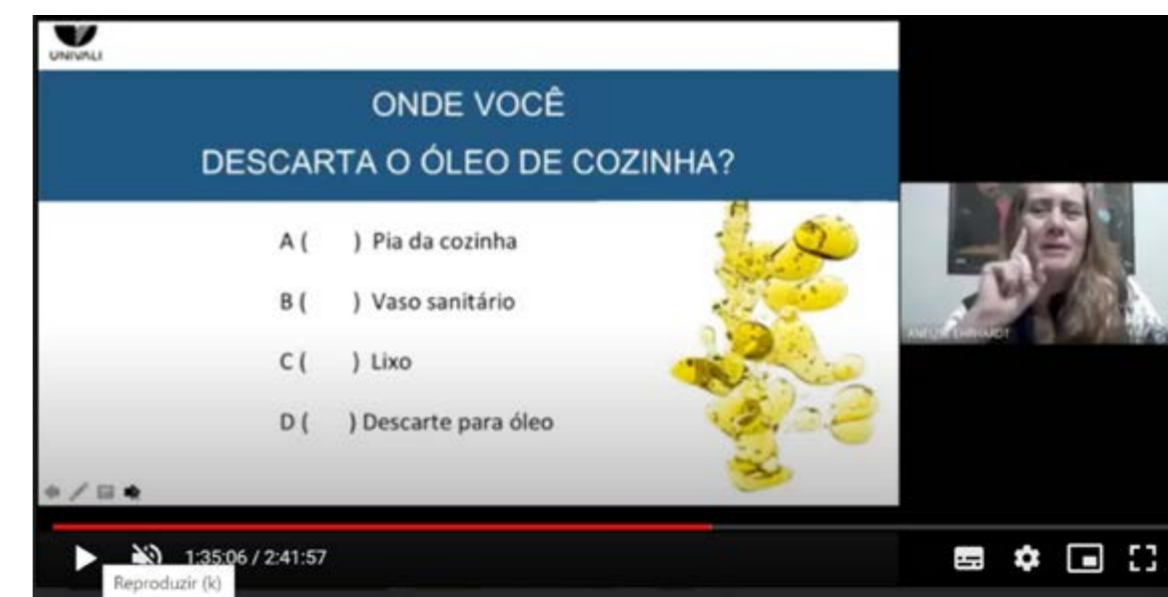 UNIVALI
ONDE VOCÊ
DESCARTA O ÓLEO DE COZINHA?
A ( ) Pia da cozinha
B ( ) Vaso sanitário
C ( ) Lixo
D ( ) Descarte para óleo
EHRHARDT
1:35:06 / 2:41:57
Reproduzir (k)